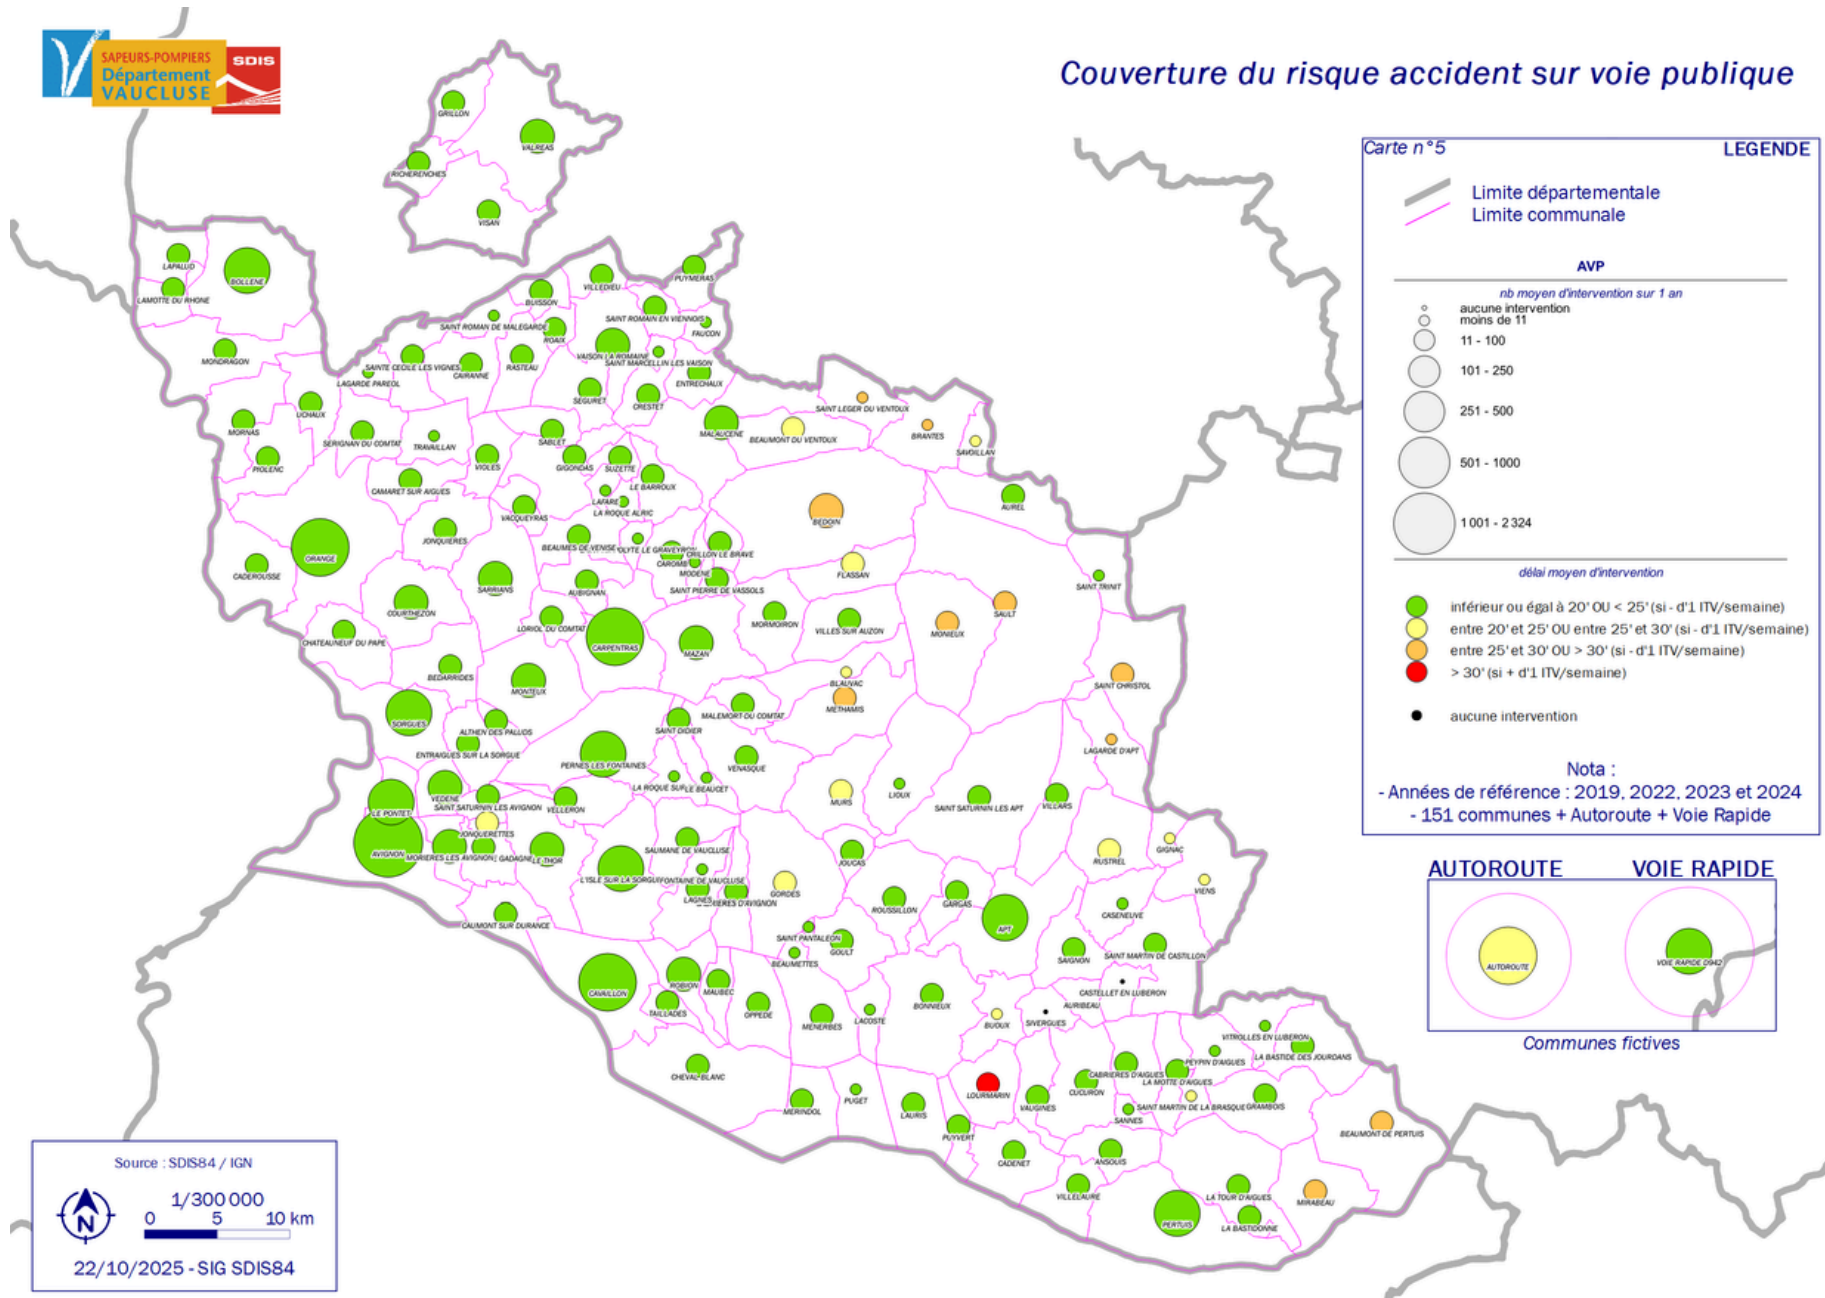 SAPEURS-POMPIERS
Département
VAUCLUSE
SDIS
Couverture du risque accident sur voie publique
Carte n°5
LEGENDE
Limite départementale
Limite communale
AVP
nb moyen d'intervention sur 1 an
aucune intervention
moins de 11
11 - 100
101 - 250
251 - 500
501 - 1000
1 001 - 2 324
délai moyen d'intervention
inférieur ou égal à 20' OU < 25' (si - d'1 ITV/semaine)
entre 20' et 25' OU entre 25' et 30' (si - d'1 ITV/semaine)
entre 25' et 30' OU > 30' (si - d'1 ITV/semaine)
> 30' (si + d'1 ITV/semaine)
aucune intervention
Nota :
- Années de référence : 2019, 2022, 2023 et 2024
- 151 communes + Autoroute + Voie Rapide
AUTOROUTE
VOIE RAPIDE
AUTOROUTE
VOIE RAPIDE D942
Communes fictives
GRILLON
VALREAS
RICHERENCHES
VISAN
LAPALUD
BOLLENE
LAMOTTE DU RHONE
PUYMERAS
VILLEDIEU
BUISSON
SAINT ROMAN DE MALEGARDE
SAINT ROMAIN EN VIENNOIS
FAUCON
ROAIX
MONDRAGON
SAINTE CECILE LES VIGNES
CAIRANNE
RASTEAU
VAISON LA ROMAINE
SAINT MARCELLIN LES VAISON
LAGARDE PAREOL
ENTRECHAUX
SEGURET
CRESTET
UCHAUX
SAINT LEGER DU VENTOUX
MORNAS
SERIGNAN DU COMTAT
TRAVAILLAN
SABLET
MALAUCENE
BEAUMONT DU VENTOUX
BRANTES
SAVOILLAN
PIOLENC
VIOLES
GIGONDAS
SUZETTE
LE BARROUX
CAMARET SUR AIGUES
LAFARE
LA ROQUE ALRIC
AUREL
VACQUEYRAS
BEDOIN
JONQUIERES
ORANGE
BEAUMES DE VENISE
OLYTE LE GRAVEYRON
CRILLON LE BRAVE
CAROMB
MODENE
FLASSAN
CADEROUSSE
SARRIANS
AUBIGNAN
SAINT PIERRE DE VASSOLS
SAINT TRINIT
COURTHEZON
SAULT
LORIOL DU COMTAT
MORMOIRON
VILLES SUR AUZON
MONIEUX
CHATEAUNEUF DU PAPE
CARPENTRAS
MAZAN
BEDARRIDES
MONTEUX
BLAUVAC
METHAMIS
SAINT CHRISTOL
SORGUES
ALTHEN DES PALUDS
MALEMORT DU COMTAT
SAINT DIDIER
ENTRAIGUES SUR LA SORGUE
LAGARDE D'APT
PERNES LES FONTAINES
VENASQUE
LA ROQUE SUR
LE BEAUCET
VEDENE
SAINT SATURNIN LES AVIGNON
VELLERON
MURS
LIOUX
SAINT SATURNIN LES APT
VILLARS
LE PONTET
JONQUERETTES
AVIGNON
MORIERES LES AVIGNON
GADAGNE
LE THOR
SAUMANE DE VAUCLUSE
JOUCAS
RUSTREL
GIGNAC
L'ISLE SUR LA SORGUE
FONTAINE DE VAUCLUSE
LAGNES
IERES D'AVIGNON
GORDES
VIENS
ROUSSILLON
GARGAS
CASENEUVE
CAUMONT SUR DURANCE
APT
SAINT PANTALEON
GOULT
BEAUMETTES
SAIGNON
SAINT MARTIN DE CASTILLON
CAVAILLON
ROBION
MAUBEC
CASTELLET EN LUBERON
TAILLADES
OPPEDE
MENERBES
LACOSTE
BONNIEUX
AURIBEAU
BUOUX
SIVERGUES
VITROLLES EN LUBERON
LA BASTIDE DES JOURDANS
CHEVAL BLANC
CABRIERES D'AIGUES
PEYPIN D'AIGUES
LA MOTTE D'AIGUES
LOURMARIN
CUCURON
MERINDOL
PUGET
LAURIS
VAUGINES
SAINT MARTIN DE LA BRASQUE
GRAMBOIS
SANNES
PUYVERT
BEAUMONT DE PERTUIS
CADENET
ANSOUIS
VILLELAURE
LA TOUR D'AIGUES
MIRABEAU
PERTUIS
LA BASTIDONNE
Source : SDIS84 / IGN
N
1/300 000
0 5 10 km
22/10/2025 - SIG SDIS84